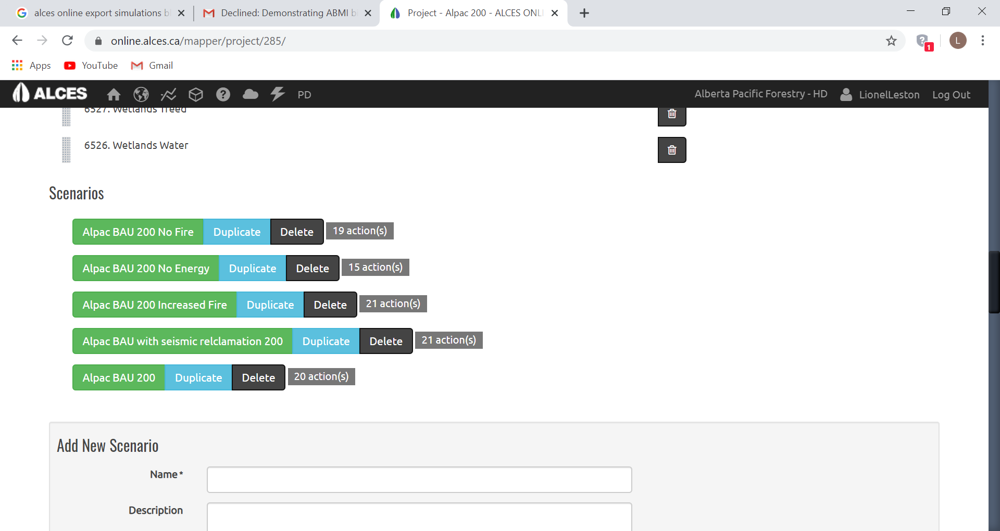 alces online export simulations b
Declined: Demonstrating ABMI b
Project - Alpac 200 - ALCES ONL
online.alces.ca/mapper/project/285/
1
L
Apps
YouTube
Gmail
ALCES
PD
Alberta Pacific Forestry - HD
LionelLeston
Log Out
6527. Wetlands Treed
6526. Wetlands Water
Scenarios
Alpac BAU 200 No Fire Duplicate Delete 19 action(s)
Alpac BAU 200 No Energy Duplicate Delete 15 action(s)
Alpac BAU 200 Increased Fire Duplicate Delete 21 action(s)
Alpac BAU with seismic relclamation 200 Duplicate Delete 21 action(s)
Alpac BAU 200 Duplicate Delete 20 action(s)
Add New Scenario
Name*
Description